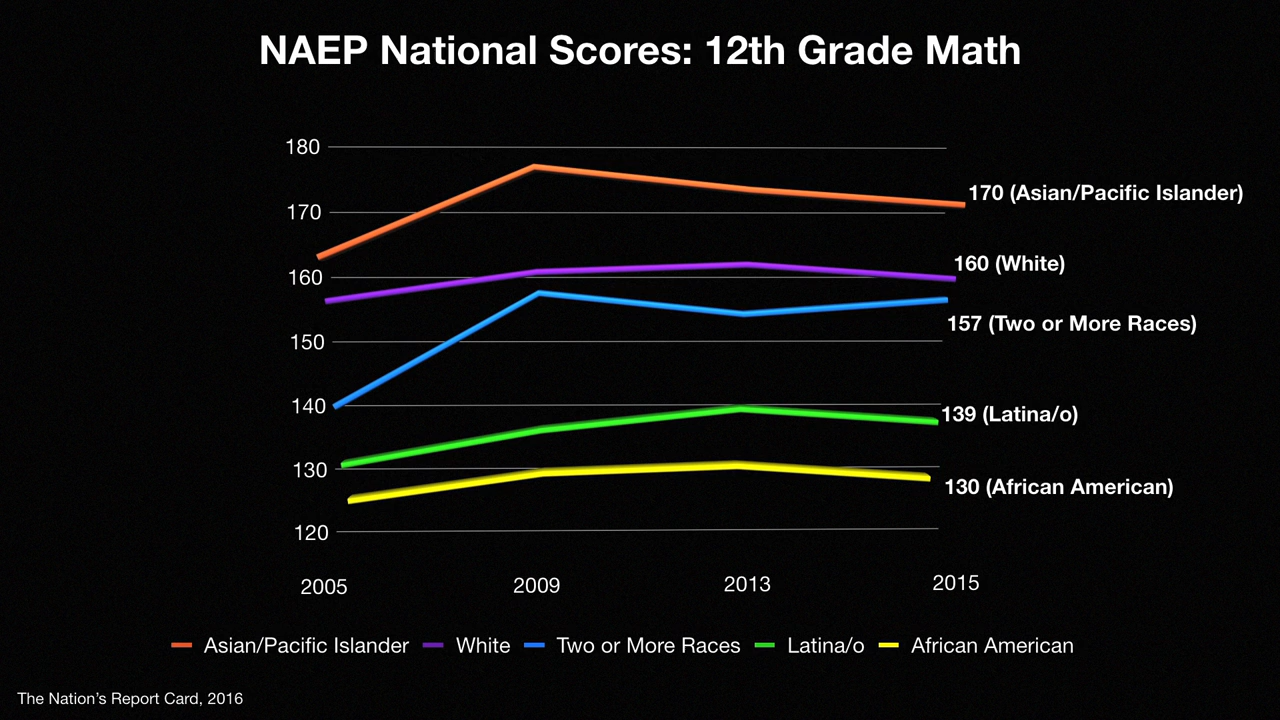 NAEP National Scores: 12th Grade Math
180
170 (Asian/Pacific Islander)
170
160 (White)
160
157 (Two or More Races)
150
140
139 (Latina/o)
130
130 (African American)
120
2005 2009 2013 2015
Asian/Pacific Islander White Two or More Races Latina/o African American
The Nation’s Report Card, 2016